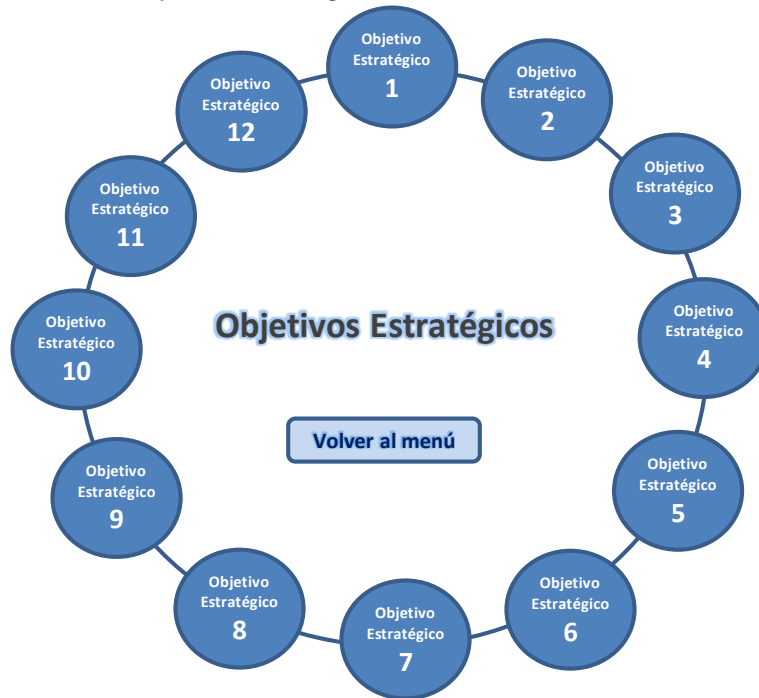 Objetivo
Estratégico
1
Objetivo
Estratégico
2
Objetivo
Estratégico
3
Objetivo
Estratégico
4
Objetivo
Estratégico
5
Objetivo
Estratégico
6
Objetivo
Estratégico
7
Objetivo
Estratégico
8
Objetivo
Estratégico
9
Objetivo
Estratégico
10
Objetivo
Estratégico
11
Objetivo
Estratégico
12
Objetivos Estratégicos
Volver al menú